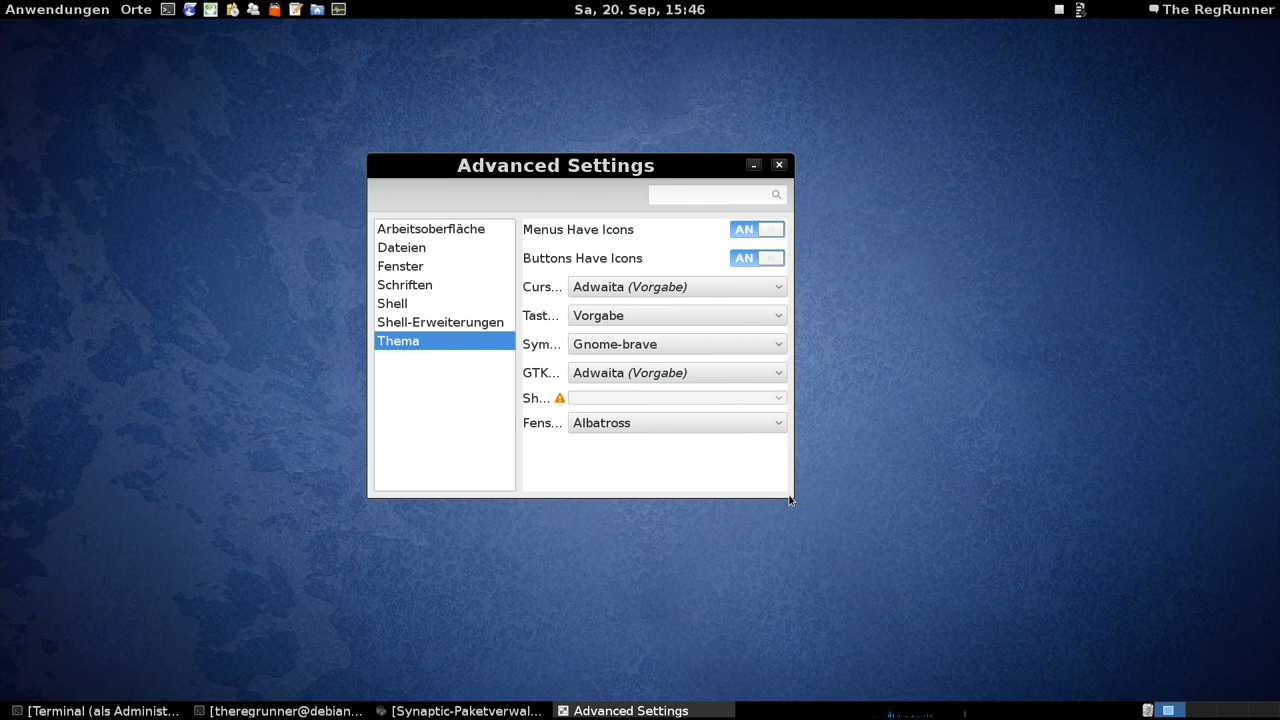 Anwendungen Orte Sa, 20. Sep, 15:46 The RegRunner
Advanced Settings
Arbeitsoberfläche
Dateien
Fenster
Schriften
Shell
Shell-Erweiterungen
Thema
Menus Have Icons AN
Buttons Have Icons AN
Curs... Adwaita (Vorgabe)
Tast... Vorgabe
Sym... Gnome-brave
GTK... Adwaita (Vorgabe)
Sh...
Fens... Albatross
[Terminal (als Administ... [theregrunner@debian... [Synaptic-Paketverwal... Advanced Settings